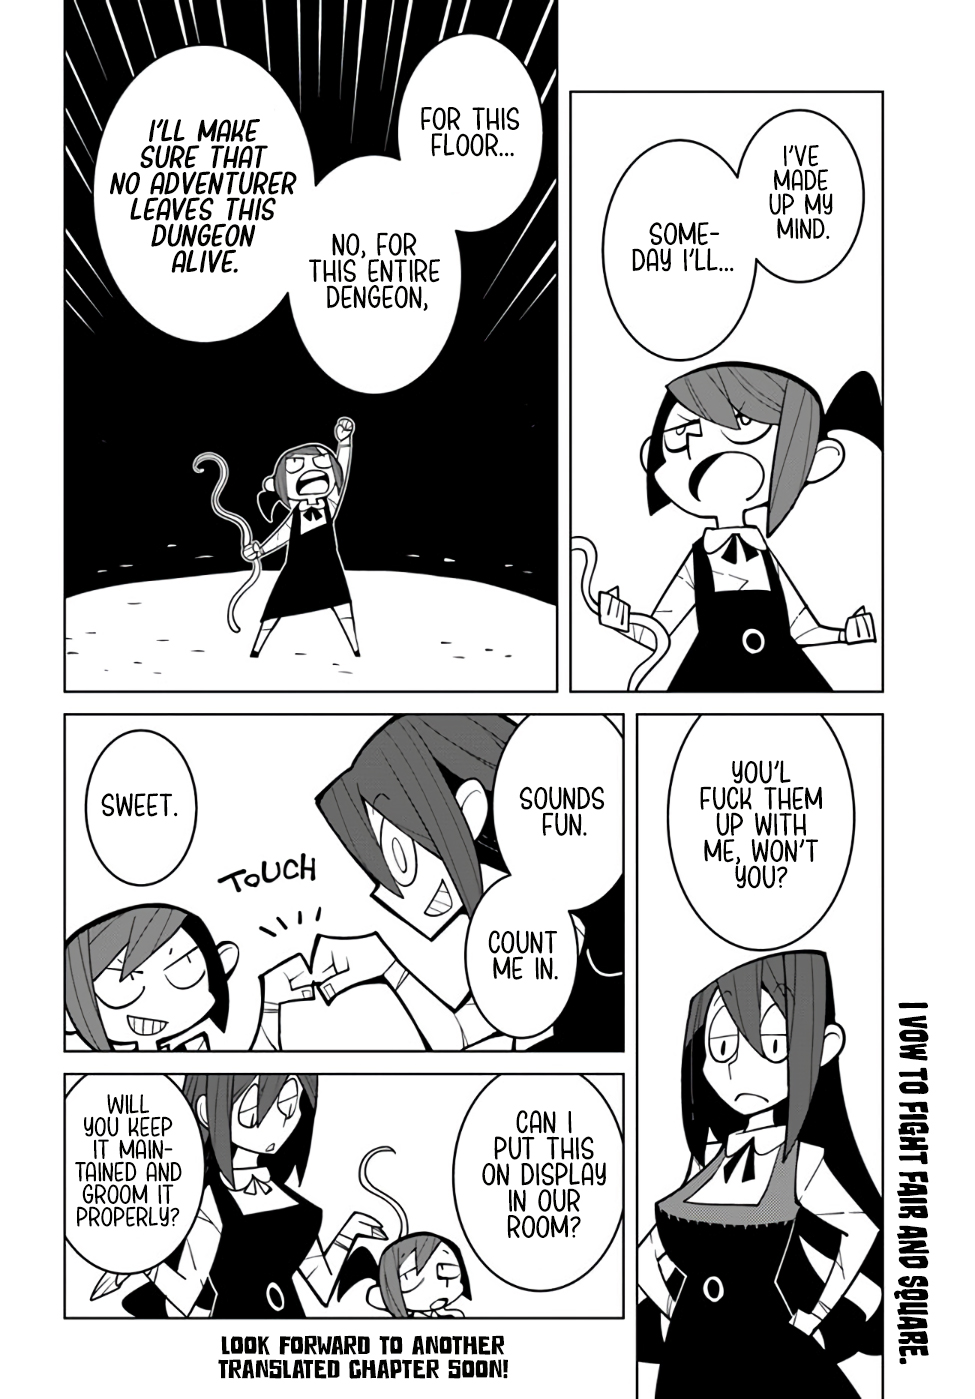 I'VE
MADE
UP MY
MIND.
SOME-
DAY I'LL...
FOR THIS
FLOOR...
NO, FOR
THIS ENTIRE
DENGEON,
I'LL MAKE
SURE THAT
NO ADVENTURER
LEAVES THIS
DUNGEON
ALIVE.
YOU'L
FUCK THEM
UP WITH
ME, WON'T
YOU?
SOUNDS
FUN.
COUNT
ME IN.
TOUCH
SWEET.
CAN I
PUT THIS
ON DISPLAY
IN OUR
ROOM?
WILL
YOU KEEP
IT MAIN-
TAINED AND
GROOM IT
PROPERLY?
I VOW TO FIGHT FAIR AND SQUARE.
LOOK FORWARD TO ANOTHER
TRANSLATED CHAPTER SOON!